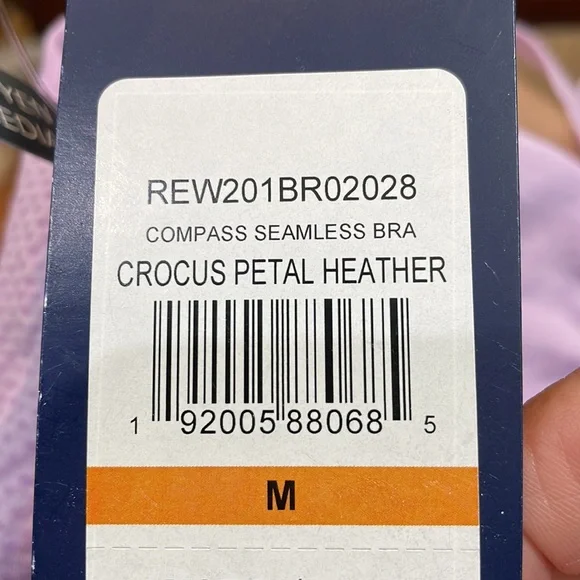 REW201BR02028
COMPASS SEAMLESS BRA
CROCUS PETAL HEATHER
1 92005 88068 5
M